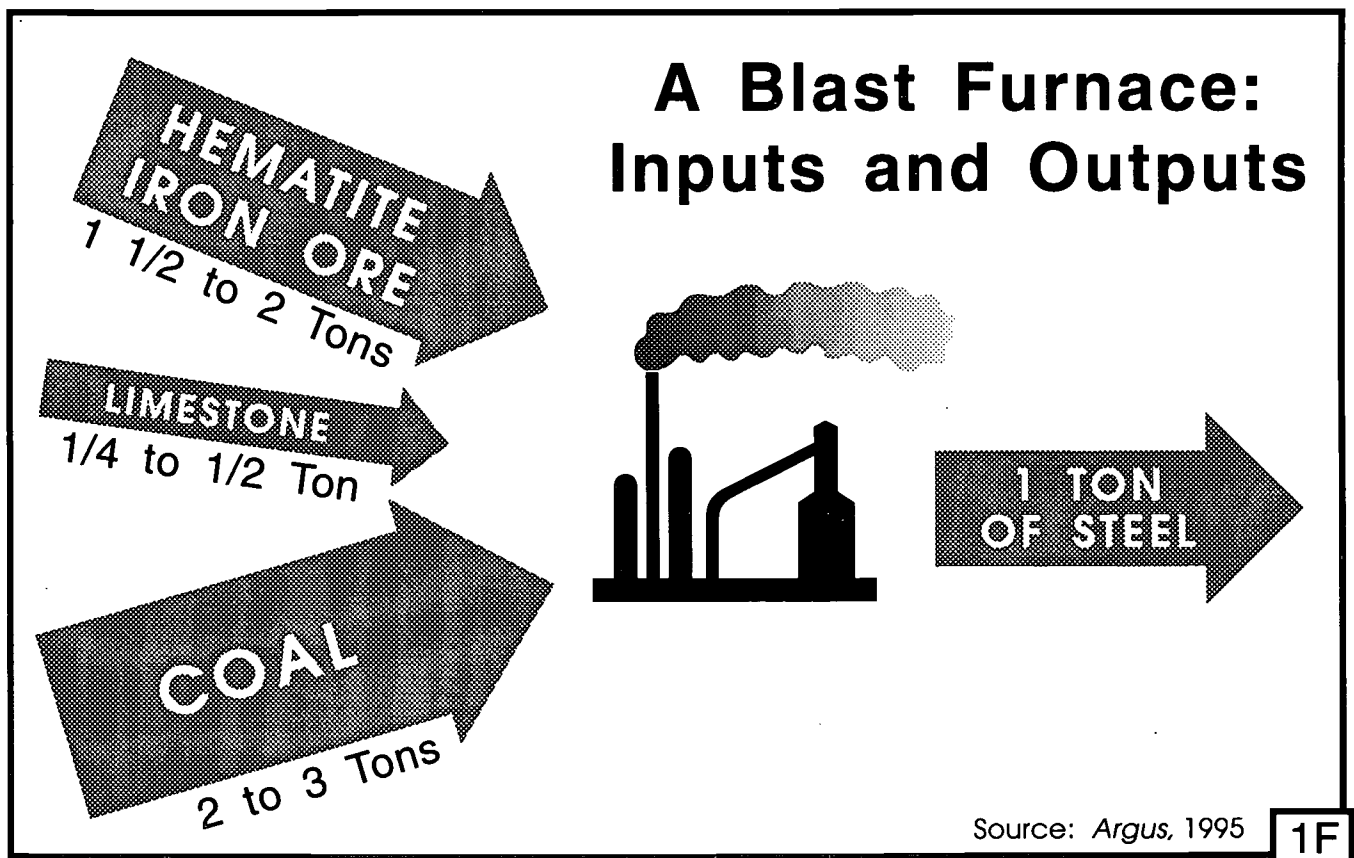 A Blast Furnace:
Inputs and Outputs
HEMATITE
IRON ORE
1 1/2 to 2 Tons
LIMESTONE
1/4 to 1/2 Ton
COAL
2 to 3 Tons
1 TON
OF STEEL
Source: Argus, 1995
1F